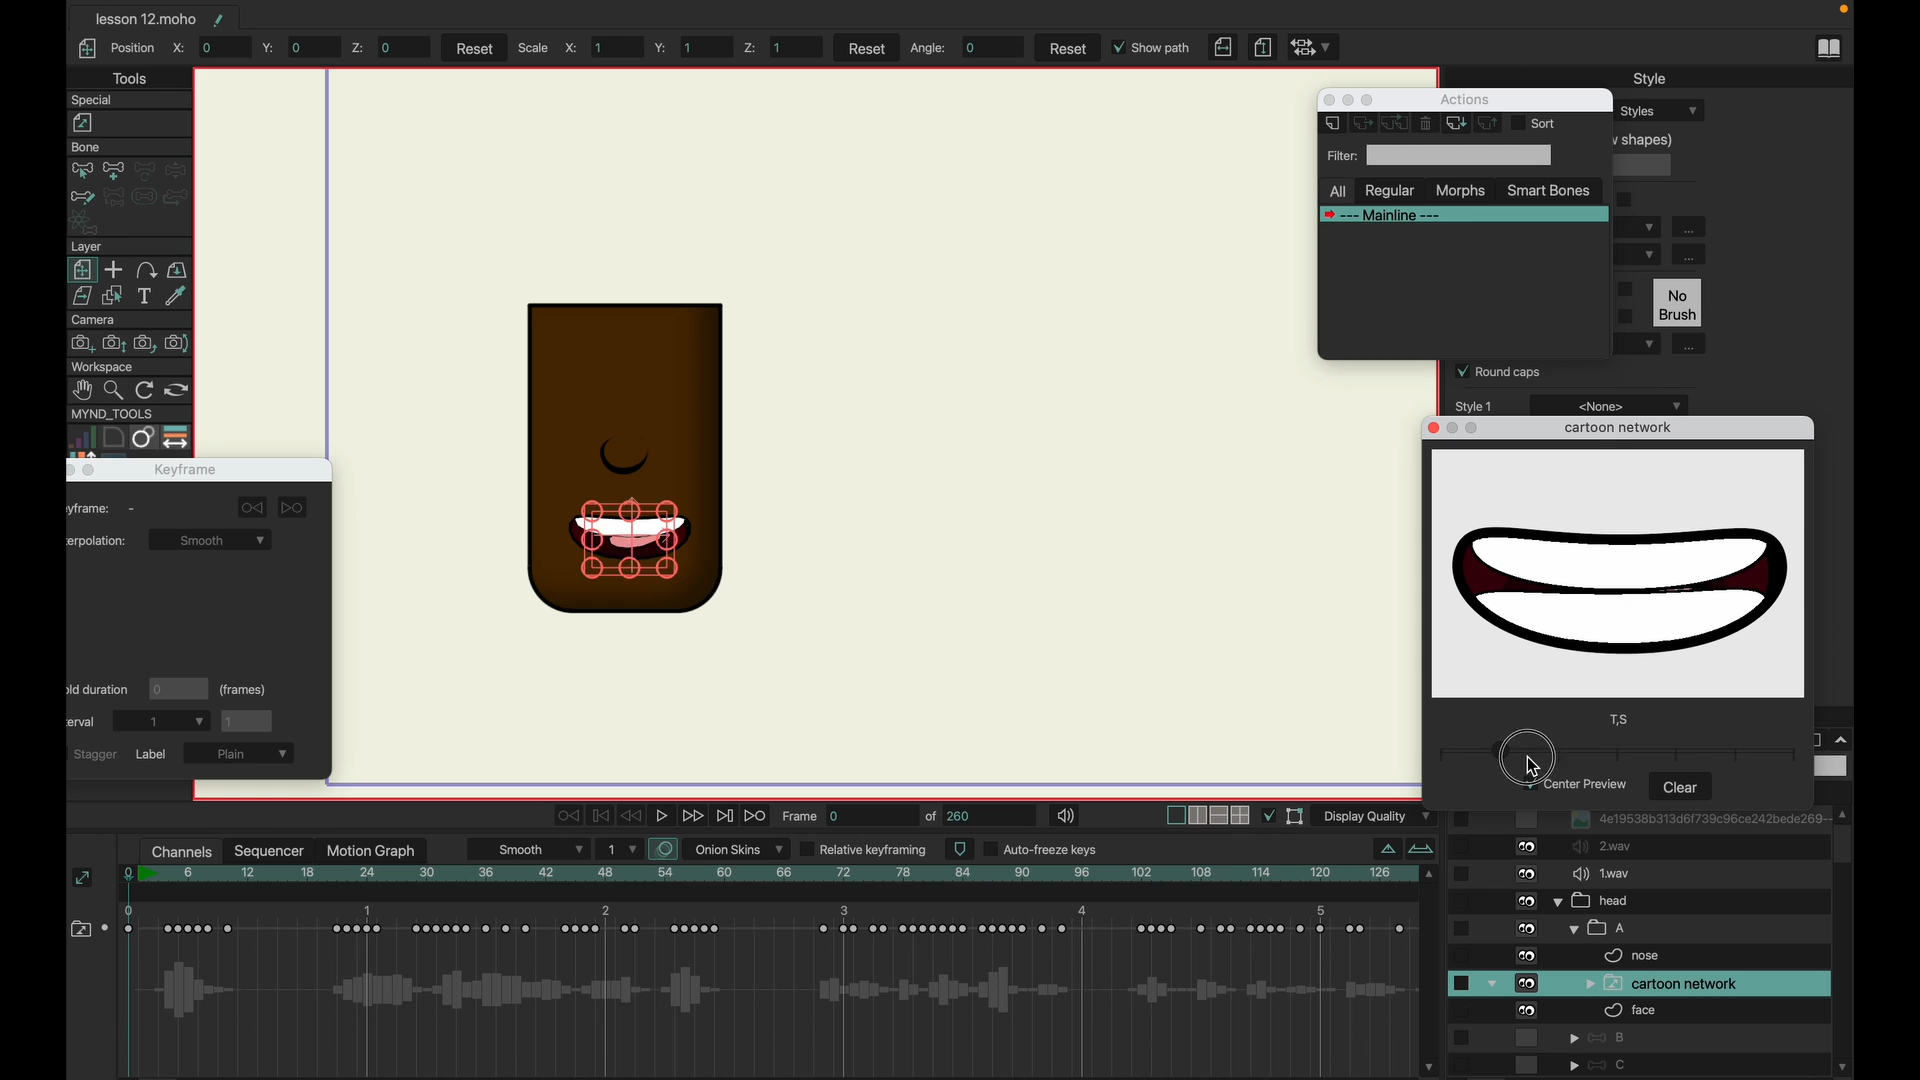 lesson 12.moho
Position X: 0 Y: 0 Z: 0 Reset Scale X: 1 Y: 1 Z: 1 Reset Angle: 0 Reset Show path
Tools
Style
Special
Bone
Layer
Camera
Workspace
MYND_TOOLS
Actions
Sort
Filter:
All Regular Morphs Smart Bones
--- Mainline ---
Styles
w shapes)
...
...
No
Brush
...
Round caps
Style 1 <None>
Keyframe
eyframe: -
terpolation: Smooth
old duration 0 (frames)
terval 1 1
Stagger Label Plain
cartoon network
T,S
Center Preview Clear
Frame 0 of 260 Display Quality
Channels Sequencer Motion Graph Smooth 1 Onion Skins Relative keyframing Auto-freeze keys
0 6 12 18 24 30 36 42 48 54 60 66 72 78 84 90 96 102 108 114 120 126
0 1 2 3 4 5
4e19538b313d6f739c96ce242bede269--
2.wav
1.wav
head
A
nose
cartoon network
face
B
C